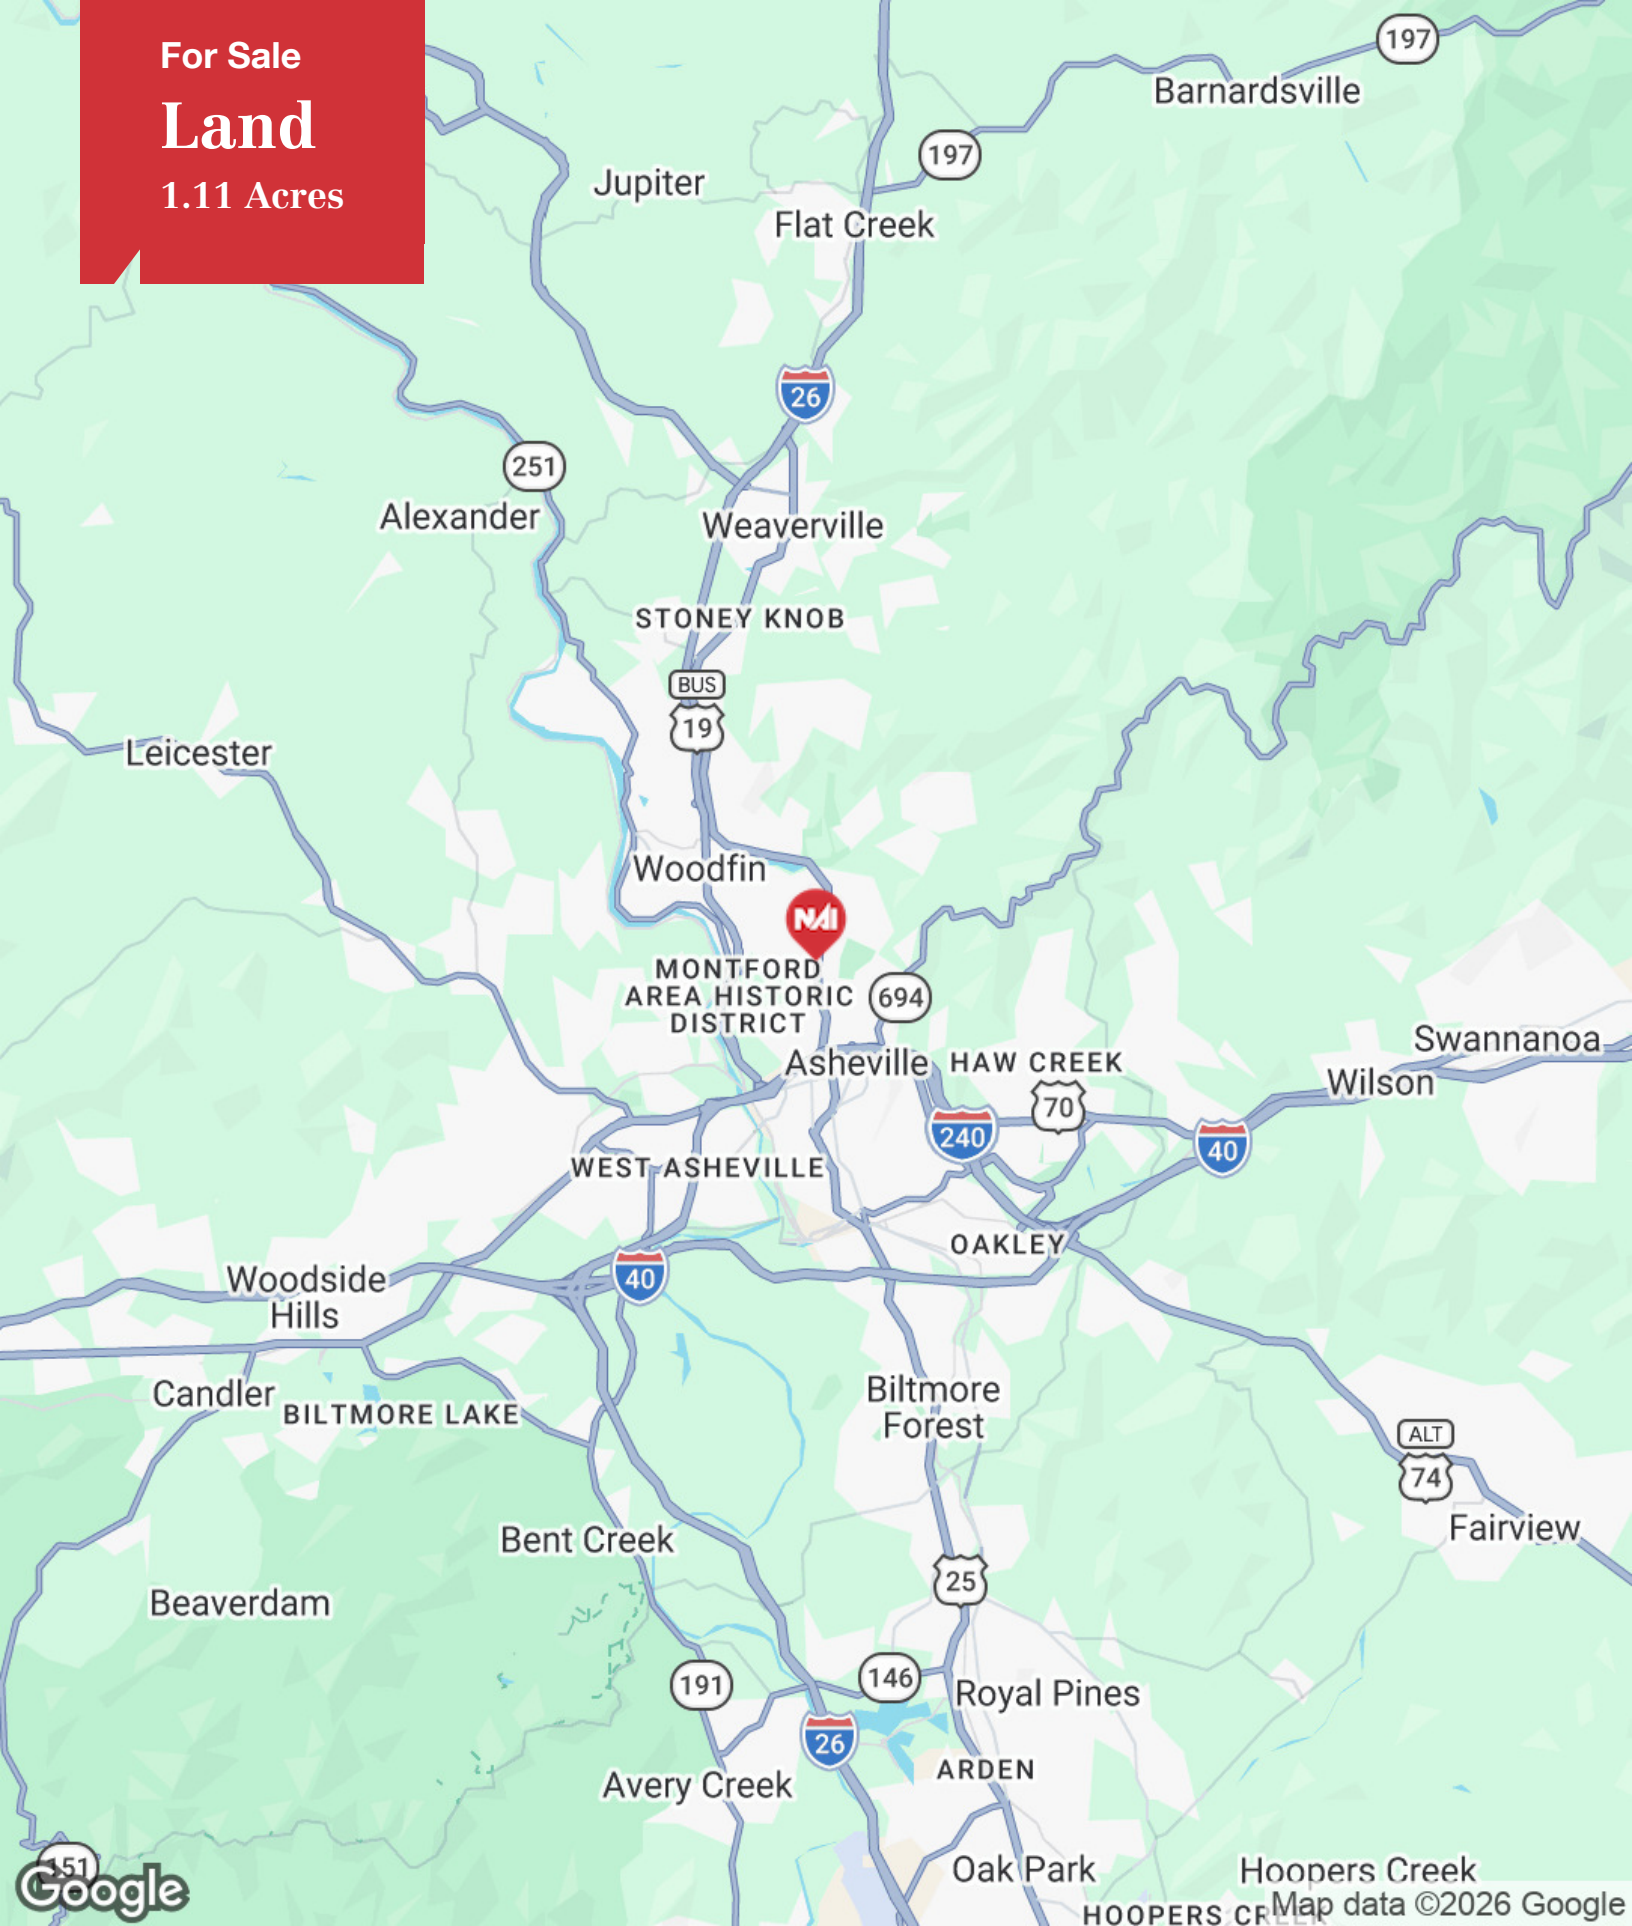 For Sale
Land
1.11 Acres
197
Barnardsville
197
Jupiter
Flat Creek
26
251
Alexander
Weaverville
STONEY KNOB
BUS
19
Leicester
Woodfin
NAI
MONTFORD
AREA HISTORIC
DISTRICT
694
Asheville
HAW CREEK
Swannanoa
Wilson
70
240
40
WEST ASHEVILLE
OAKLEY
40
Woodside
Hills
Candler
BILTMORE LAKE
Biltmore
Forest
ALT
74
Fairview
Bent Creek
25
Beaverdam
191
146
Royal Pines
26
ARDEN
Avery Creek
151
Google
Oak Park
Hoopers Creek
HOOPERS CREEK
Map data ©2026 Google